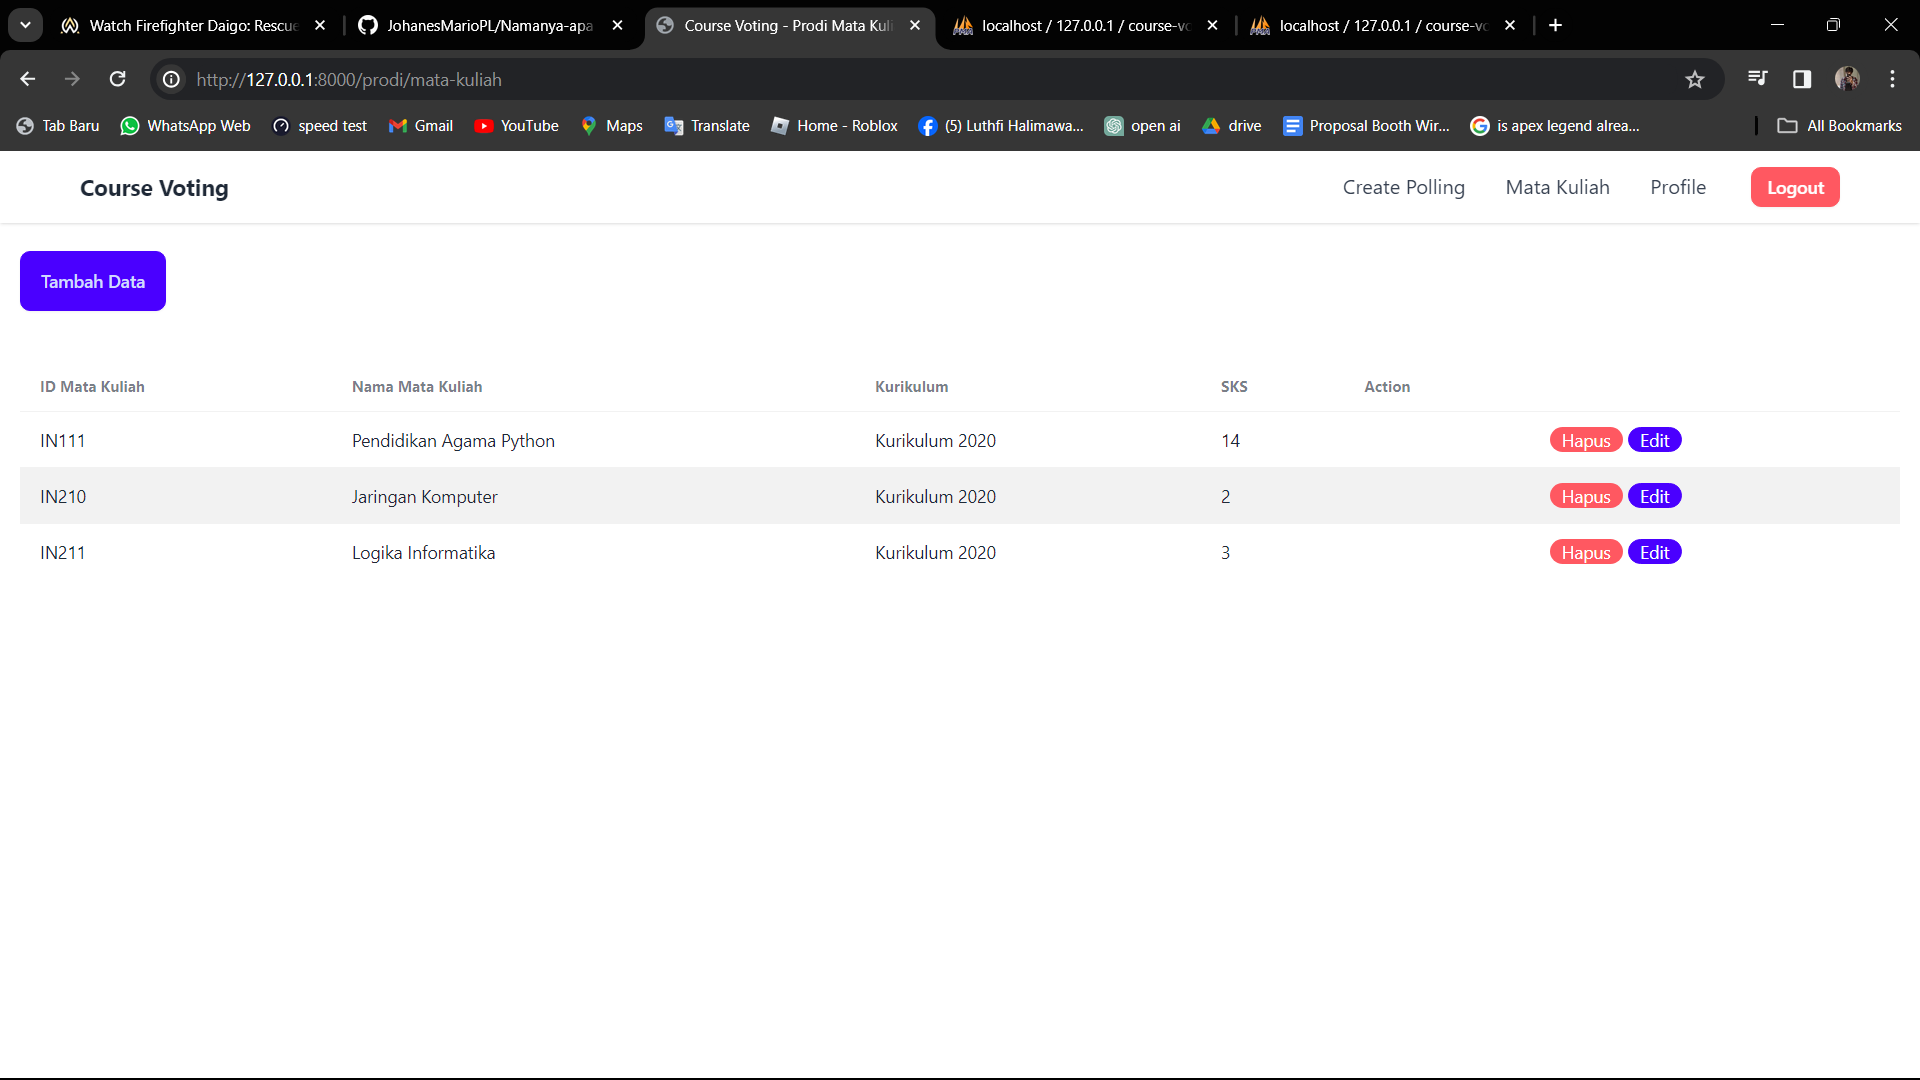 Watch Firefighter Daigo: Rescue
JohanesMarioPL/Namanya-apa
Course Voting - Prodi Mata Kuli
localhost / 127.0.0.1 / course-vo
localhost / 127.0.0.1 / course-vo
http://127.0.0.1:8000/prodi/mata-kuliah
Tab Baru WhatsApp Web speed test Gmail YouTube Maps Translate Home - Roblox (5) Luthfi Halimawa... open ai drive Proposal Booth Wir... is apex legend alrea... All Bookmarks
Course Voting Create Polling Mata Kuliah Profile Logout
Tambah Data
ID Mata Kuliah Nama Mata Kuliah Kurikulum SKS Action
IN111 Pendidikan Agama Python Kurikulum 2020 14 Hapus Edit
IN210 Jaringan Komputer Kurikulum 2020 2 Hapus Edit
IN211 Logika Informatika Kurikulum 2020 3 Hapus Edit